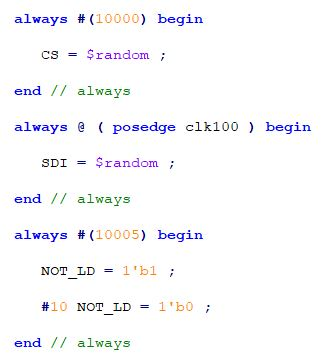 always #(10000) begin
CS = $random ;
end // always
always @ ( posedge clk100 ) begin
SDI = $random ;
end // always
always #(10005) begin
NOT_LD = 1'b1 ;
#10 NOT_LD = 1'b0 ;
end // always